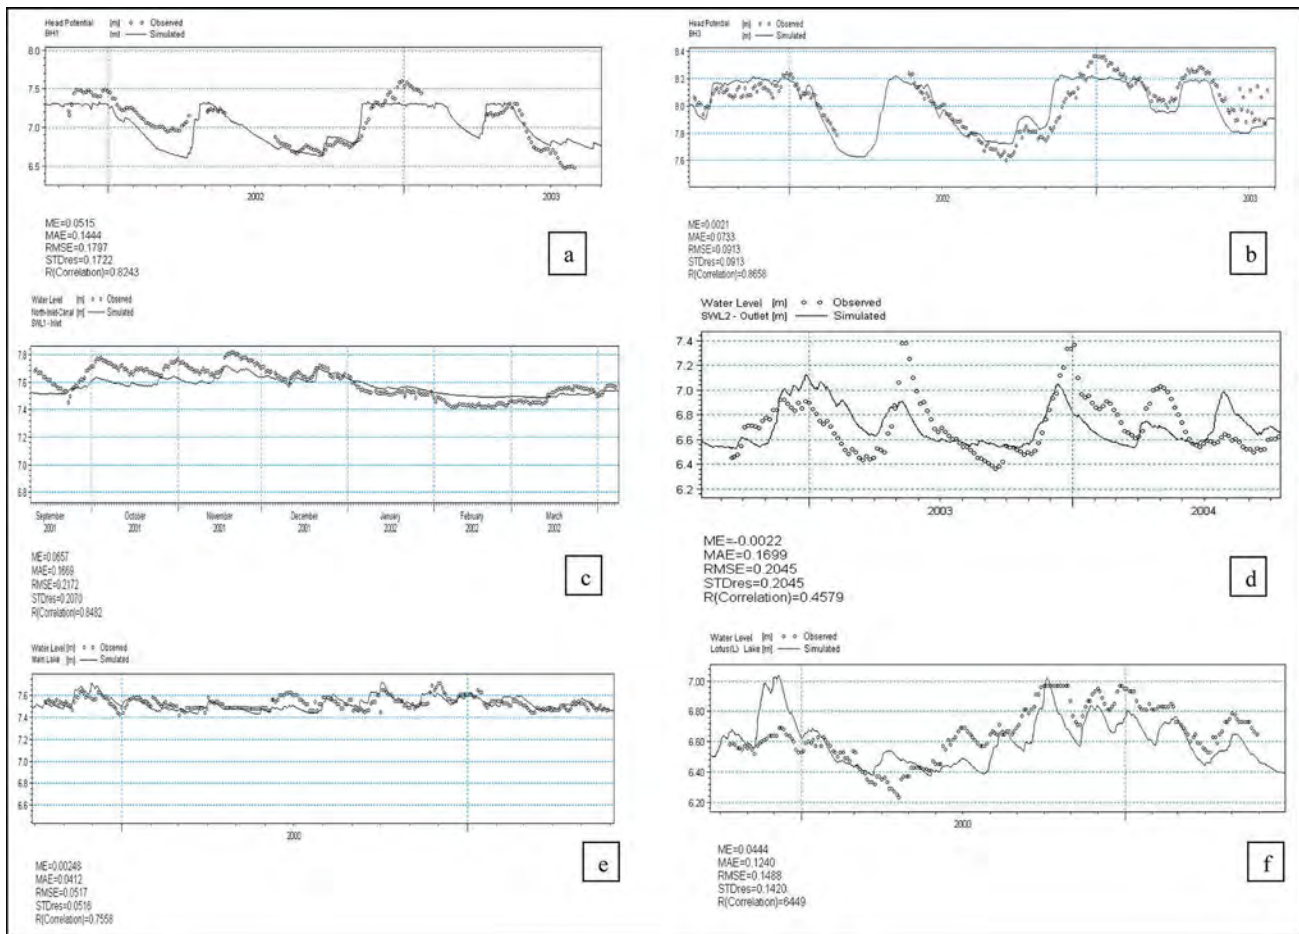 Head Potential [m] ∘ ∘ Observed
BH1 [m] —— Simulated
8.0
7.5
7.0
6.5
2002 2003
ME=0.0515
MAE=0.1444
RMSE=0.1797
STDres=0.1722
R(Correlation)=0.8243
a
Head Potential [m] ∘ ∘ Observed
BH3 [m] —— Simulated
8.4
8.2
8.0
7.8
7.6
2002 2003
ME=0.0021
MAE=0.0733
RMSE=0.0913
STDres=0.0913
R(Correlation)=0.8658
b
Water Level [m] ∘ ∘ Observed
North-Inlet-Canal [m] —— Simulated
SWL1 - Inlet
7.8
7.6
7.4
7.2
7.0
6.8
September October November December January February March
2001 2001 2001 2001 2002 2002 2002
ME=0.0657
MAE=0.1669
RMSE=0.2172
STDres=0.2070
R(Correlation)=0.8482
c
Water Level [m] ∘ ∘ Observed
SWL2 - Outlet [m] —— Simulated
7.4
7.2
7.0
6.8
6.6
6.4
6.2
2003 2004
ME=-0.0022
MAE=0.1699
RMSE=0.2045
STDres=0.2045
R(Correlation)=0.4579
d
Water Level [m] ∘ ∘ Observed
Main Lake [m] —— Simulated
7.6
7.4
7.2
7.0
6.8
6.6
2000
ME=0.00248
MAE=0.0412
RMSE=0.0517
STDres=0.0516
R(Correlation)=0.7558
e
Water Level [m] ∘ ∘ Observed
Lotus(L) Lake [m] —— Simulated
7.00
6.80
6.60
6.40
6.20
2000
ME=0.0444
MAE=0.1240
RMSE=0.1488
STDres=0.1420
R(Correlation)=6449
f